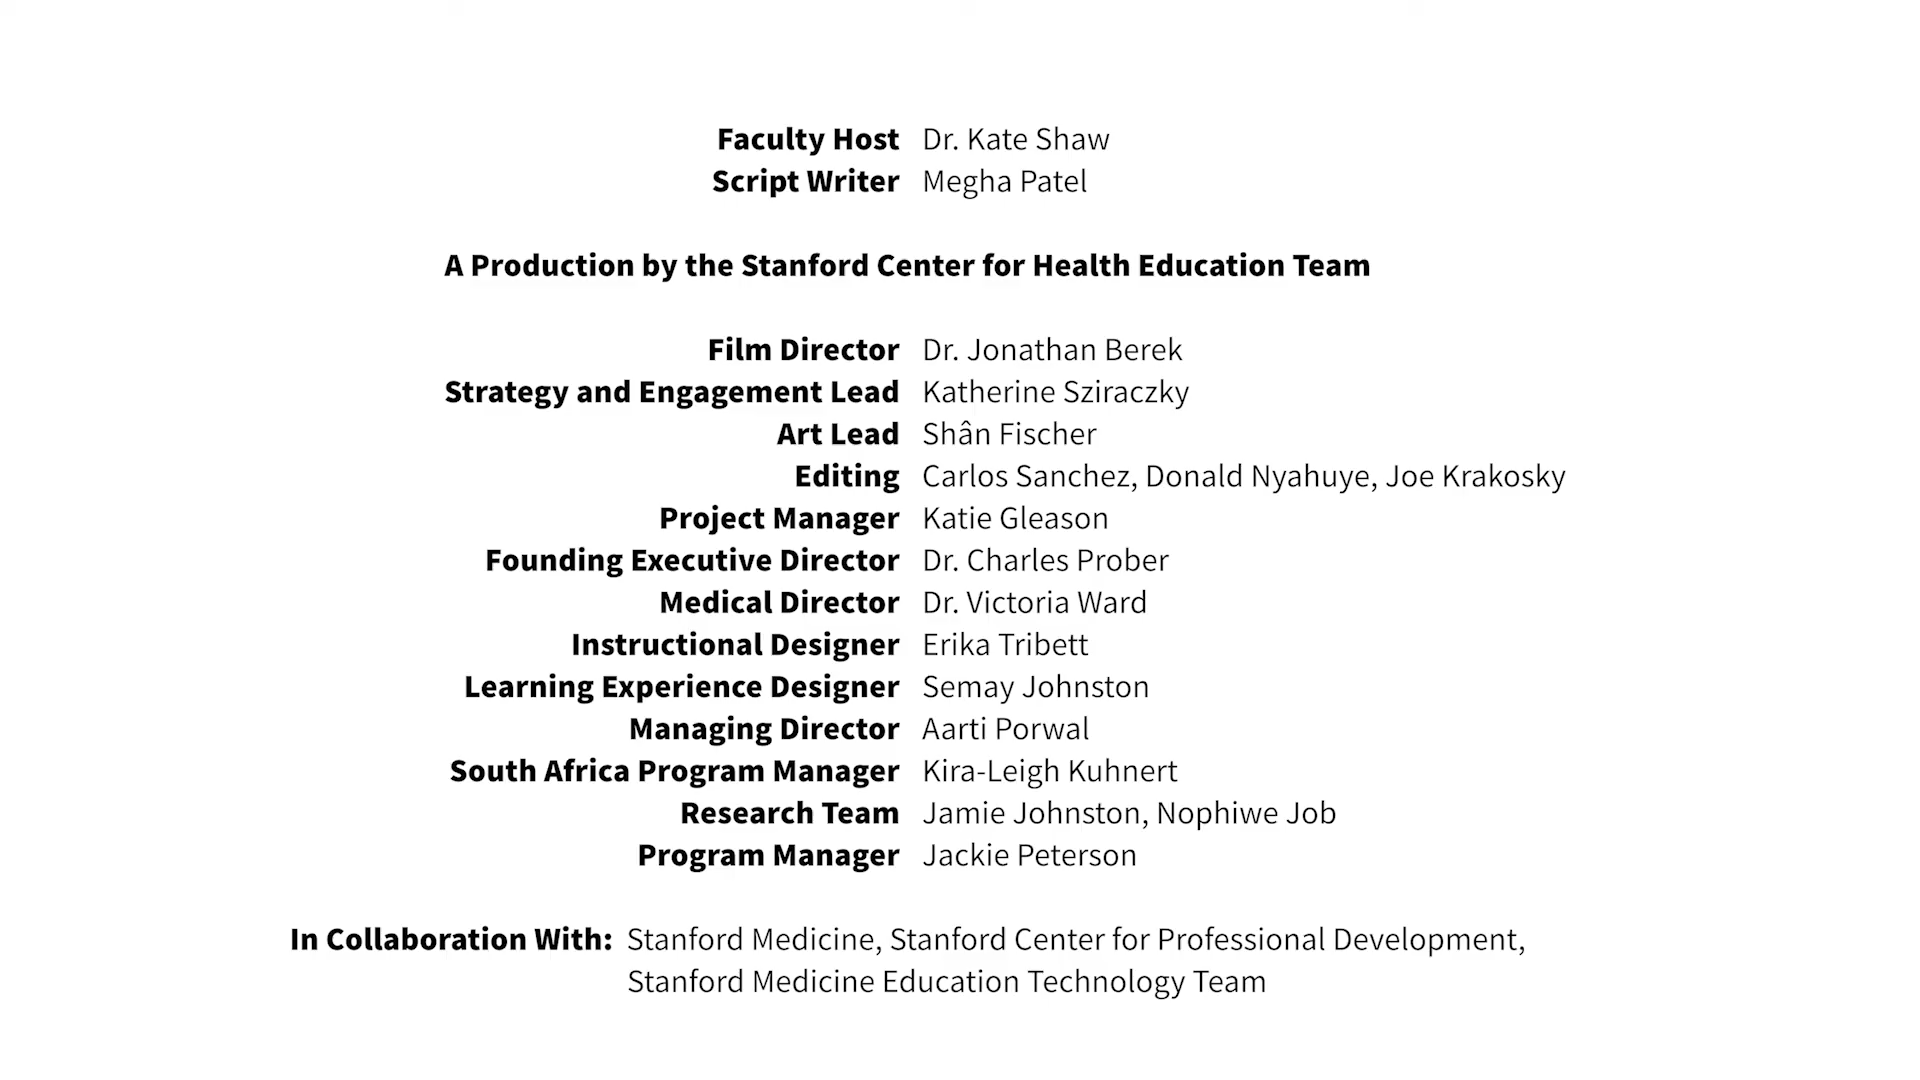 Faculty Host Dr. Kate Shaw
Script Writer Megha Patel
A Production by the Stanford Center for Health Education Team
Film Director Dr. Jonathan Berek
Strategy and Engagement Lead Katherine Sziraczky
Art Lead Shân Fischer
Editing Carlos Sanchez, Donald Nyahuye, Joe Krakosky
Project Manager Katie Gleason
Founding Executive Director Dr. Charles Prober
Medical Director Dr. Victoria Ward
Instructional Designer Erika Tribett
Learning Experience Designer Semay Johnston
Managing Director Aarti Porwal
South Africa Program Manager Kira-Leigh Kuhnert
Research Team Jamie Johnston, Nophiwe Job
Program Manager Jackie Peterson
In Collaboration With: Stanford Medicine, Stanford Center for Professional Development,
Stanford Medicine Education Technology Team